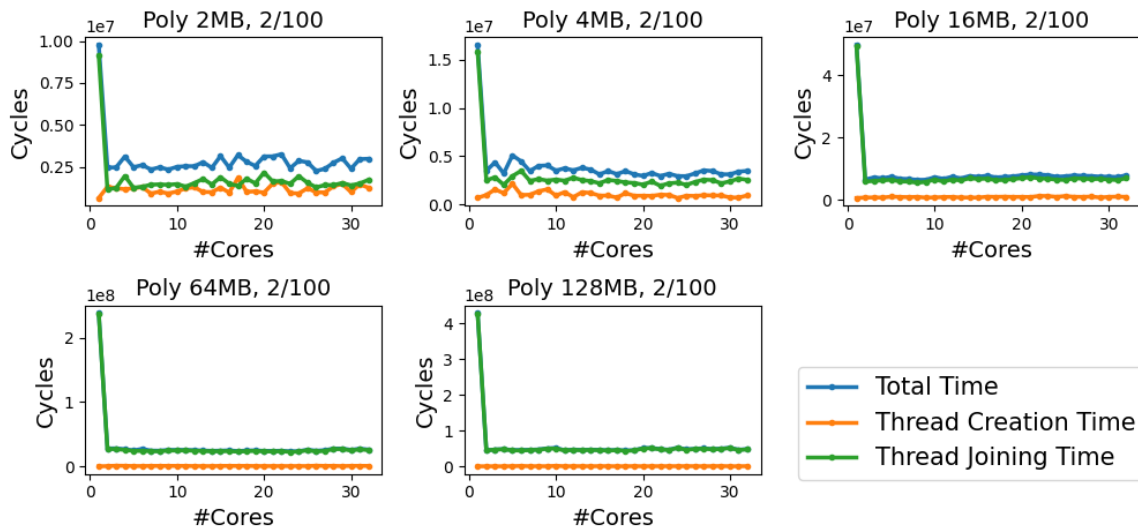 Poly 2MB, 2/100
1e7
1.00
0.75
0.50
0.25
Cycles
0 10 20 30
#Cores
Poly 4MB, 2/100
1e7
1.5
1.0
0.5
0.0
Cycles
0 10 20 30
#Cores
Poly 16MB, 2/100
1e7
4
2
0
Cycles
0 10 20 30
#Cores
Poly 64MB, 2/100
1e8
2
1
0
Cycles
0 10 20 30
#Cores
Poly 128MB, 2/100
1e8
4
3
2
1
0
Cycles
0 10 20 30
#Cores
Total Time
Thread Creation Time
Thread Joining Time